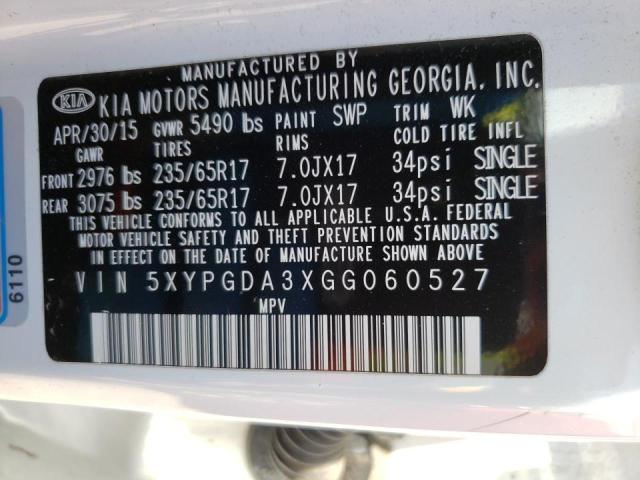 MANUFACTURED BY
KIA KIA MOTORS MANUFACTURING GEORGIA, INC.
APR/30/15 GVWR 5490 lbs PAINT SWP TRIM WK
GAWR TIRES RIMS COLD TIRE INFL
FRONT 2976 lbs 235/65R17 7.0JX17 34psi SINGLE
REAR 3075 lbs 235/65R17 7.0JX17 34psi SINGLE
THIS VEHICLE CONFORMS TO ALL APPLICABLE U.S.A. FEDERAL
MOTOR VEHICLE SAFETY AND THEFT PREVENTION STANDARDS
IN EFFECT ON THE DATE OF MANUFACTURE SHOWN ABOVE.
VIN 5XYPGDA3XGG060527
MPV
6110